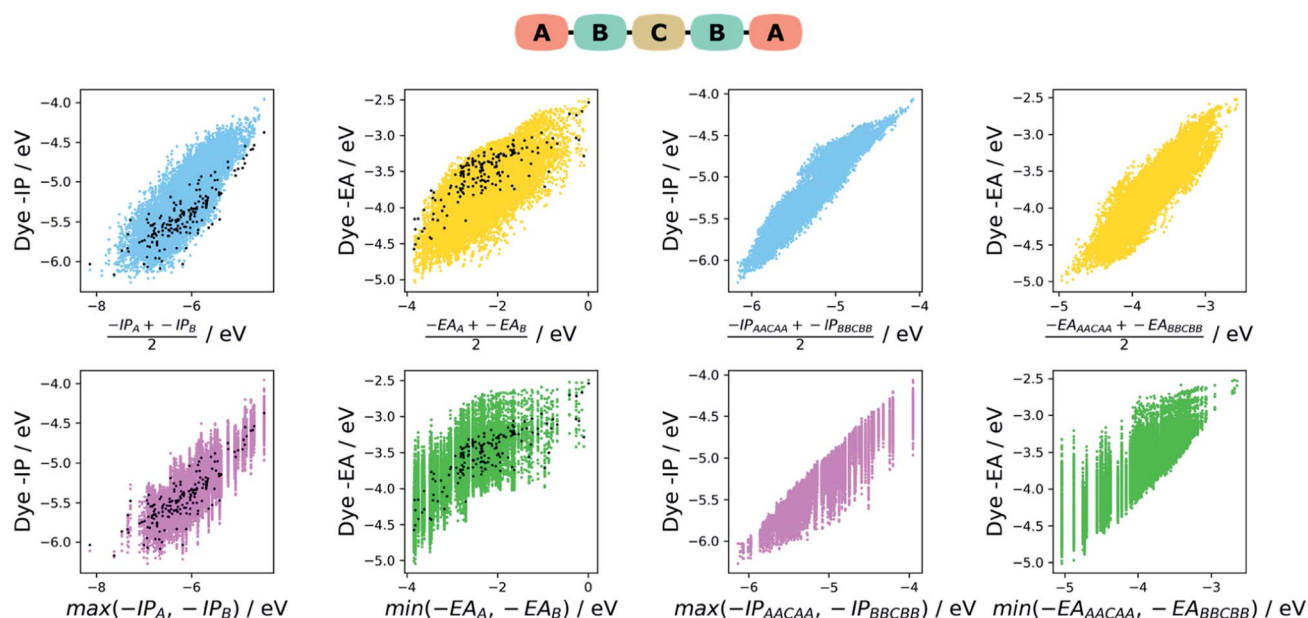 A B C B A
Dye -IP / eV
−4.0
−4.5
−5.0
−5.5
−6.0
−8 −6
−IP_A + −IP_B
2
/ eV
Dye -EA / eV
−2.5
−3.0
−3.5
−4.0
−4.5
−5.0
−4 −2 0
−EA_A + −EA_B
2
/ eV
Dye -IP / eV
−4.0
−4.5
−5.0
−5.5
−6.0
−6 −5 −4
−IP_AACAA + −IP_BBCBB
2
/ eV
Dye -EA / eV
−2.5
−3.0
−3.5
−4.0
−4.5
−5.0
−5 −4 −3
−EA_AACAA + −EA_BBCBB
2
/ eV
Dye -IP / eV
−4.0
−4.5
−5.0
−5.5
−6.0
−8 −6
max(−IP_A, −IP_B) / eV
Dye -EA / eV
−2.5
−3.0
−3.5
−4.0
−4.5
−5.0
−4 −2 0
min(−EA_A, −EA_B) / eV
Dye -IP / eV
−4.0
−4.5
−5.0
−5.5
−6.0
−6 −5 −4
max(−IP_AACAA, −IP_BBCBB) / eV
Dye -EA / eV
−2.5
−3.0
−3.5
−4.0
−4.5
−5.0
−5 −4 −3
min(−EA_AACAA, −EA_BBCBB) / eV